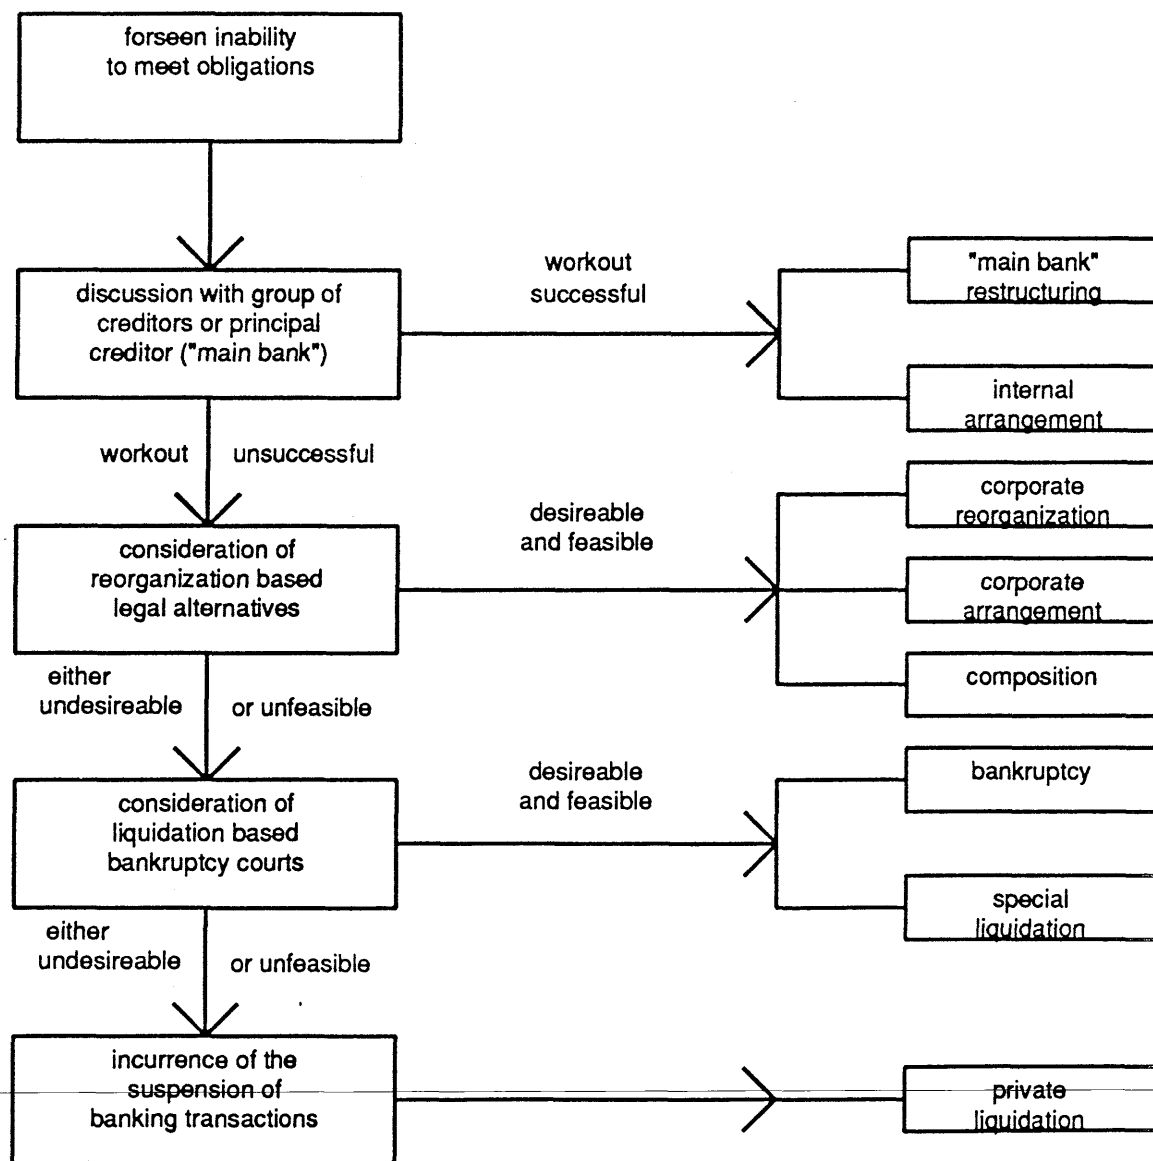 forseen inability
to meet obligations
discussion with group of
creditors or principal
creditor ("main bank")
workout
successful
"main bank"
restructuring
internal
arrangement
workout unsuccessful
consideration of
reorganization based
legal alternatives
desireable
and feasible
corporate
reorganization
corporate
arrangement
composition
either
undesireable or unfeasible
consideration of
liquidation based
bankruptcy courts
desireable
and feasible
bankruptcy
special
liquidation
either
undesireable or unfeasible
incurrence of the
suspension of
banking transactions
private
liquidation